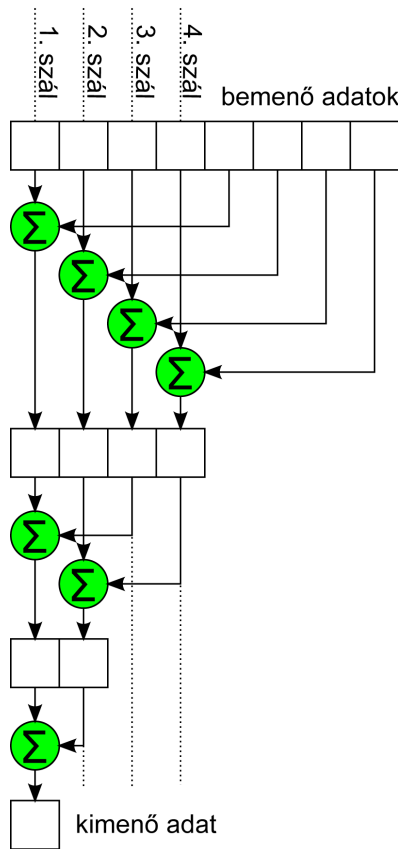 1. szál
2. szál
3. szál
4. szál
bemenő adatok
Σ
Σ
Σ
Σ
Σ
Σ
Σ
kimenő adat